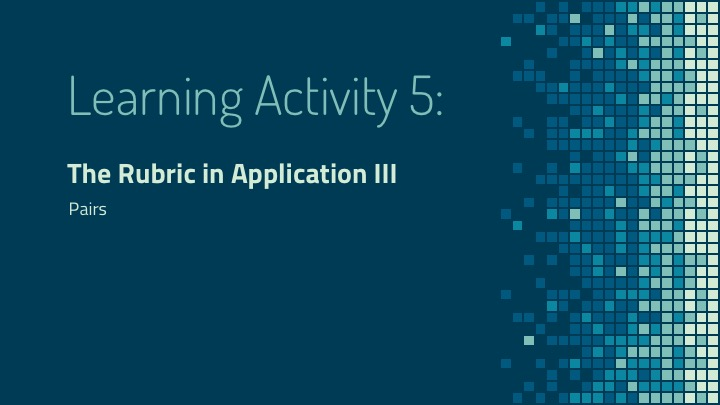 Learning Activity 5:
The Rubric in Application III
Pairs